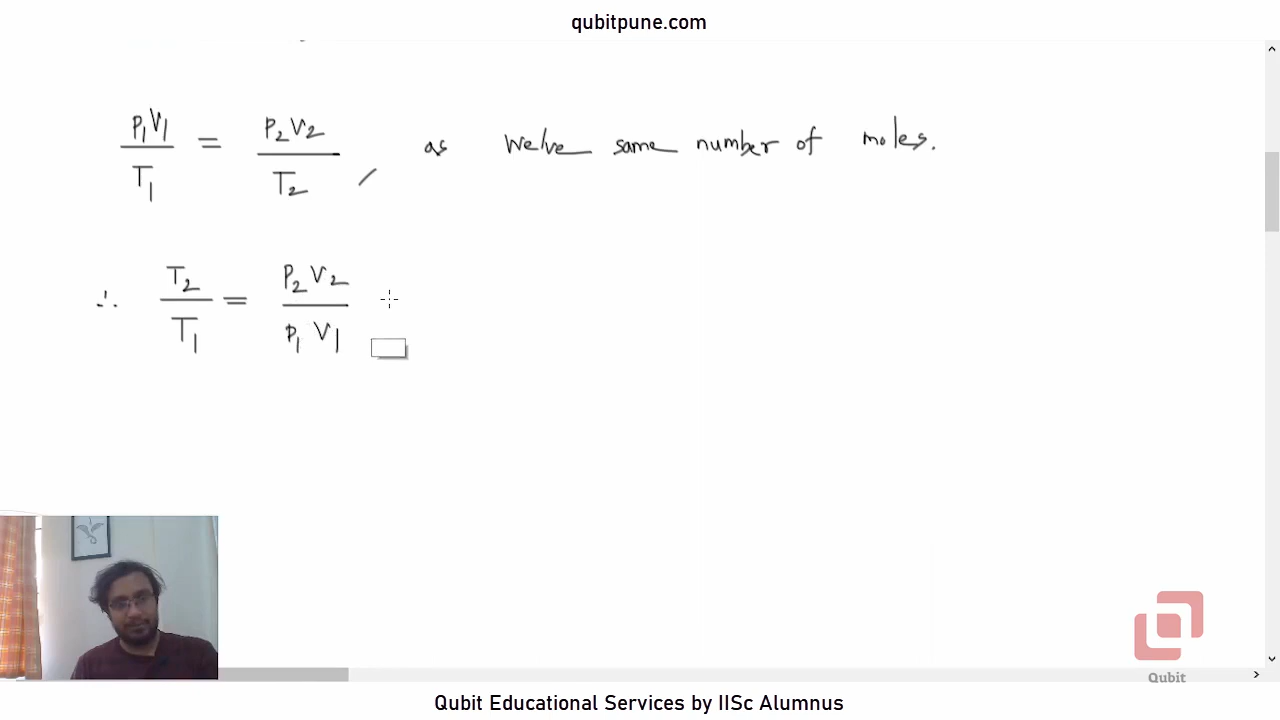 qubitpune.com
P₁V₁/T₁ = P₂V₂/T₂ , as We've same number of moles.
∴ T₂/T₁ = P₂V₂/P₁V₁
Qubit
Qubit Educational Services by IISc Alumnus